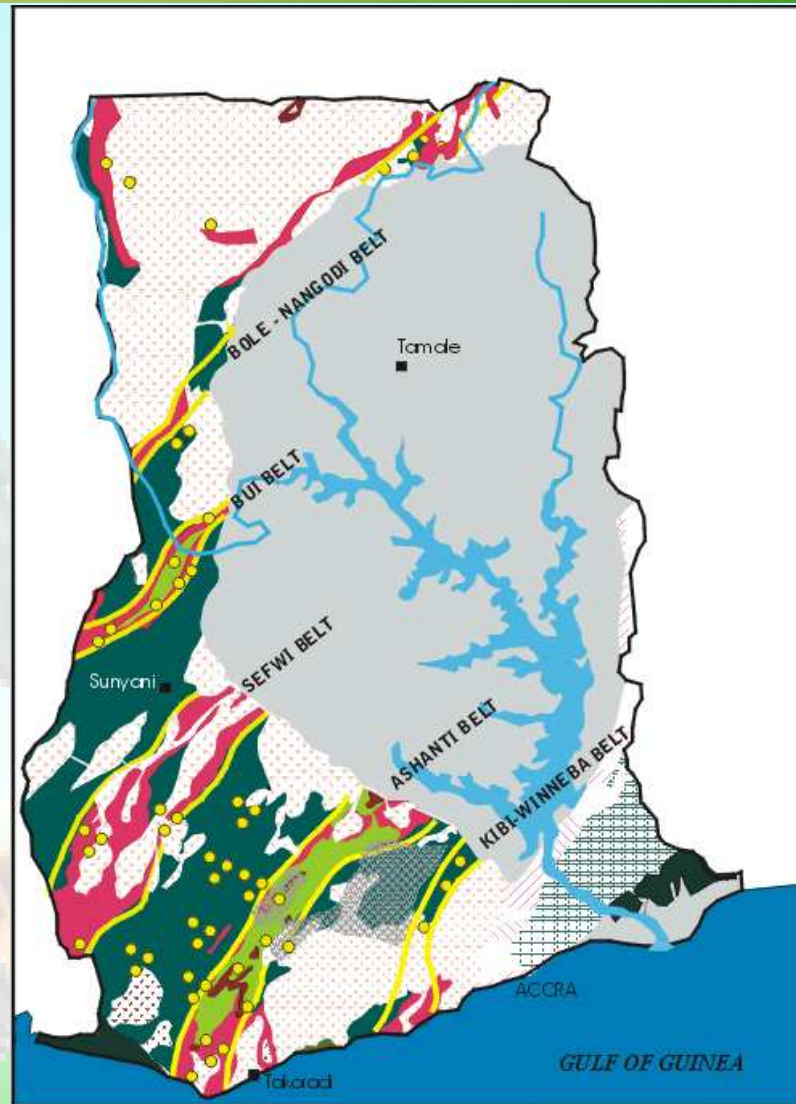 BOLE - NANGODI BELT
Tamale
BUI BELT
SEFWI BELT
Sunyani
ASHANTI BELT
KIBI-WINNEBA BELT
ACCRA
GULF OF GUINEA
Takoradi